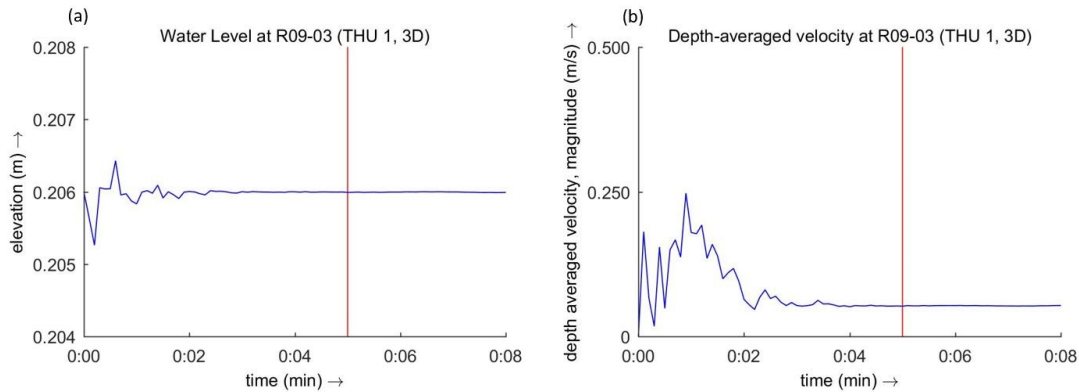 (a)
Water Level at R09-03 (THU 1, 3D)
elevation (m) →
0.208
0.207
0.206
0.205
0.204
0:00 0:02 0:04 0:06 0:08
time (min) →
(b)
Depth-averaged velocity at R09-03 (THU 1, 3D)
depth averaged velocity, magnitude (m/s) →
0.500
0.250
0
0:00 0:02 0:04 0:06 0:08
time (min) →